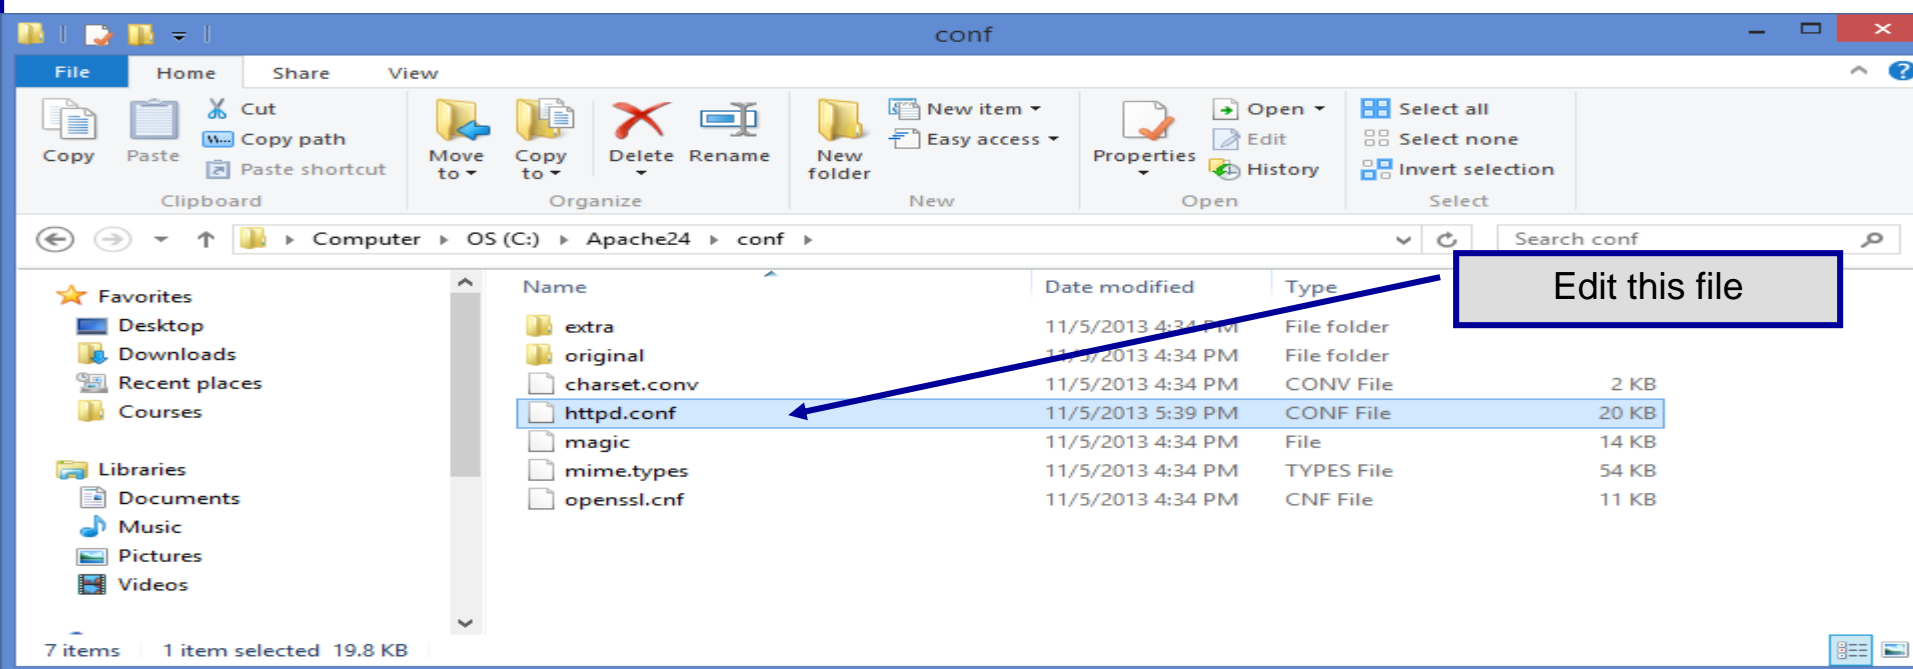 conf
File Home Share View
Copy Paste Cut Copy path Paste shortcut
Move to Copy to Delete Rename
New folder New item Easy access
Properties Open Edit History
Select all Select none Invert selection
Clipboard Organize New Open Select
Computer OS (C:) Apache24 conf Search conf
Edit this file
Favorites
Desktop
Downloads
Recent places
Courses
Libraries
Documents
Music
Pictures
Videos
Name Date modified Type
extra 11/5/2013 4:34 PM File folder
original 11/5/2013 4:34 PM File folder
charset.conv 11/5/2013 4:34 PM CONV File 2 KB
httpd.conf 11/5/2013 5:39 PM CONF File 20 KB
magic 11/5/2013 4:34 PM File 14 KB
mime.types 11/5/2013 4:34 PM TYPES File 54 KB
openssl.cnf 11/5/2013 4:34 PM CNF File 11 KB
7 items 1 item selected 19.8 KB